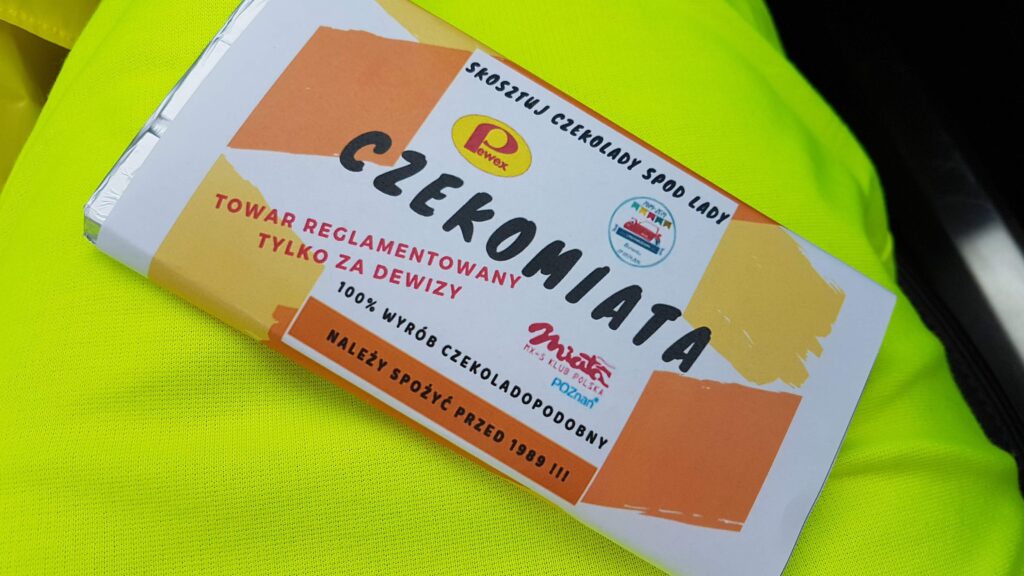 SKOSZTUJ CZEKOLADY SPOD LADY
Pewex
CZEKOMIATA
TOWAR REGLAMENTOWANY
TYLKO ZA DEWIZY
100% WYRÓB CZEKOLADOPODOBNY
Miata
MX-5 KLUB POLSKA
POZnań*
NALEŻY SPOŻYĆ PRZED 1989 !!!